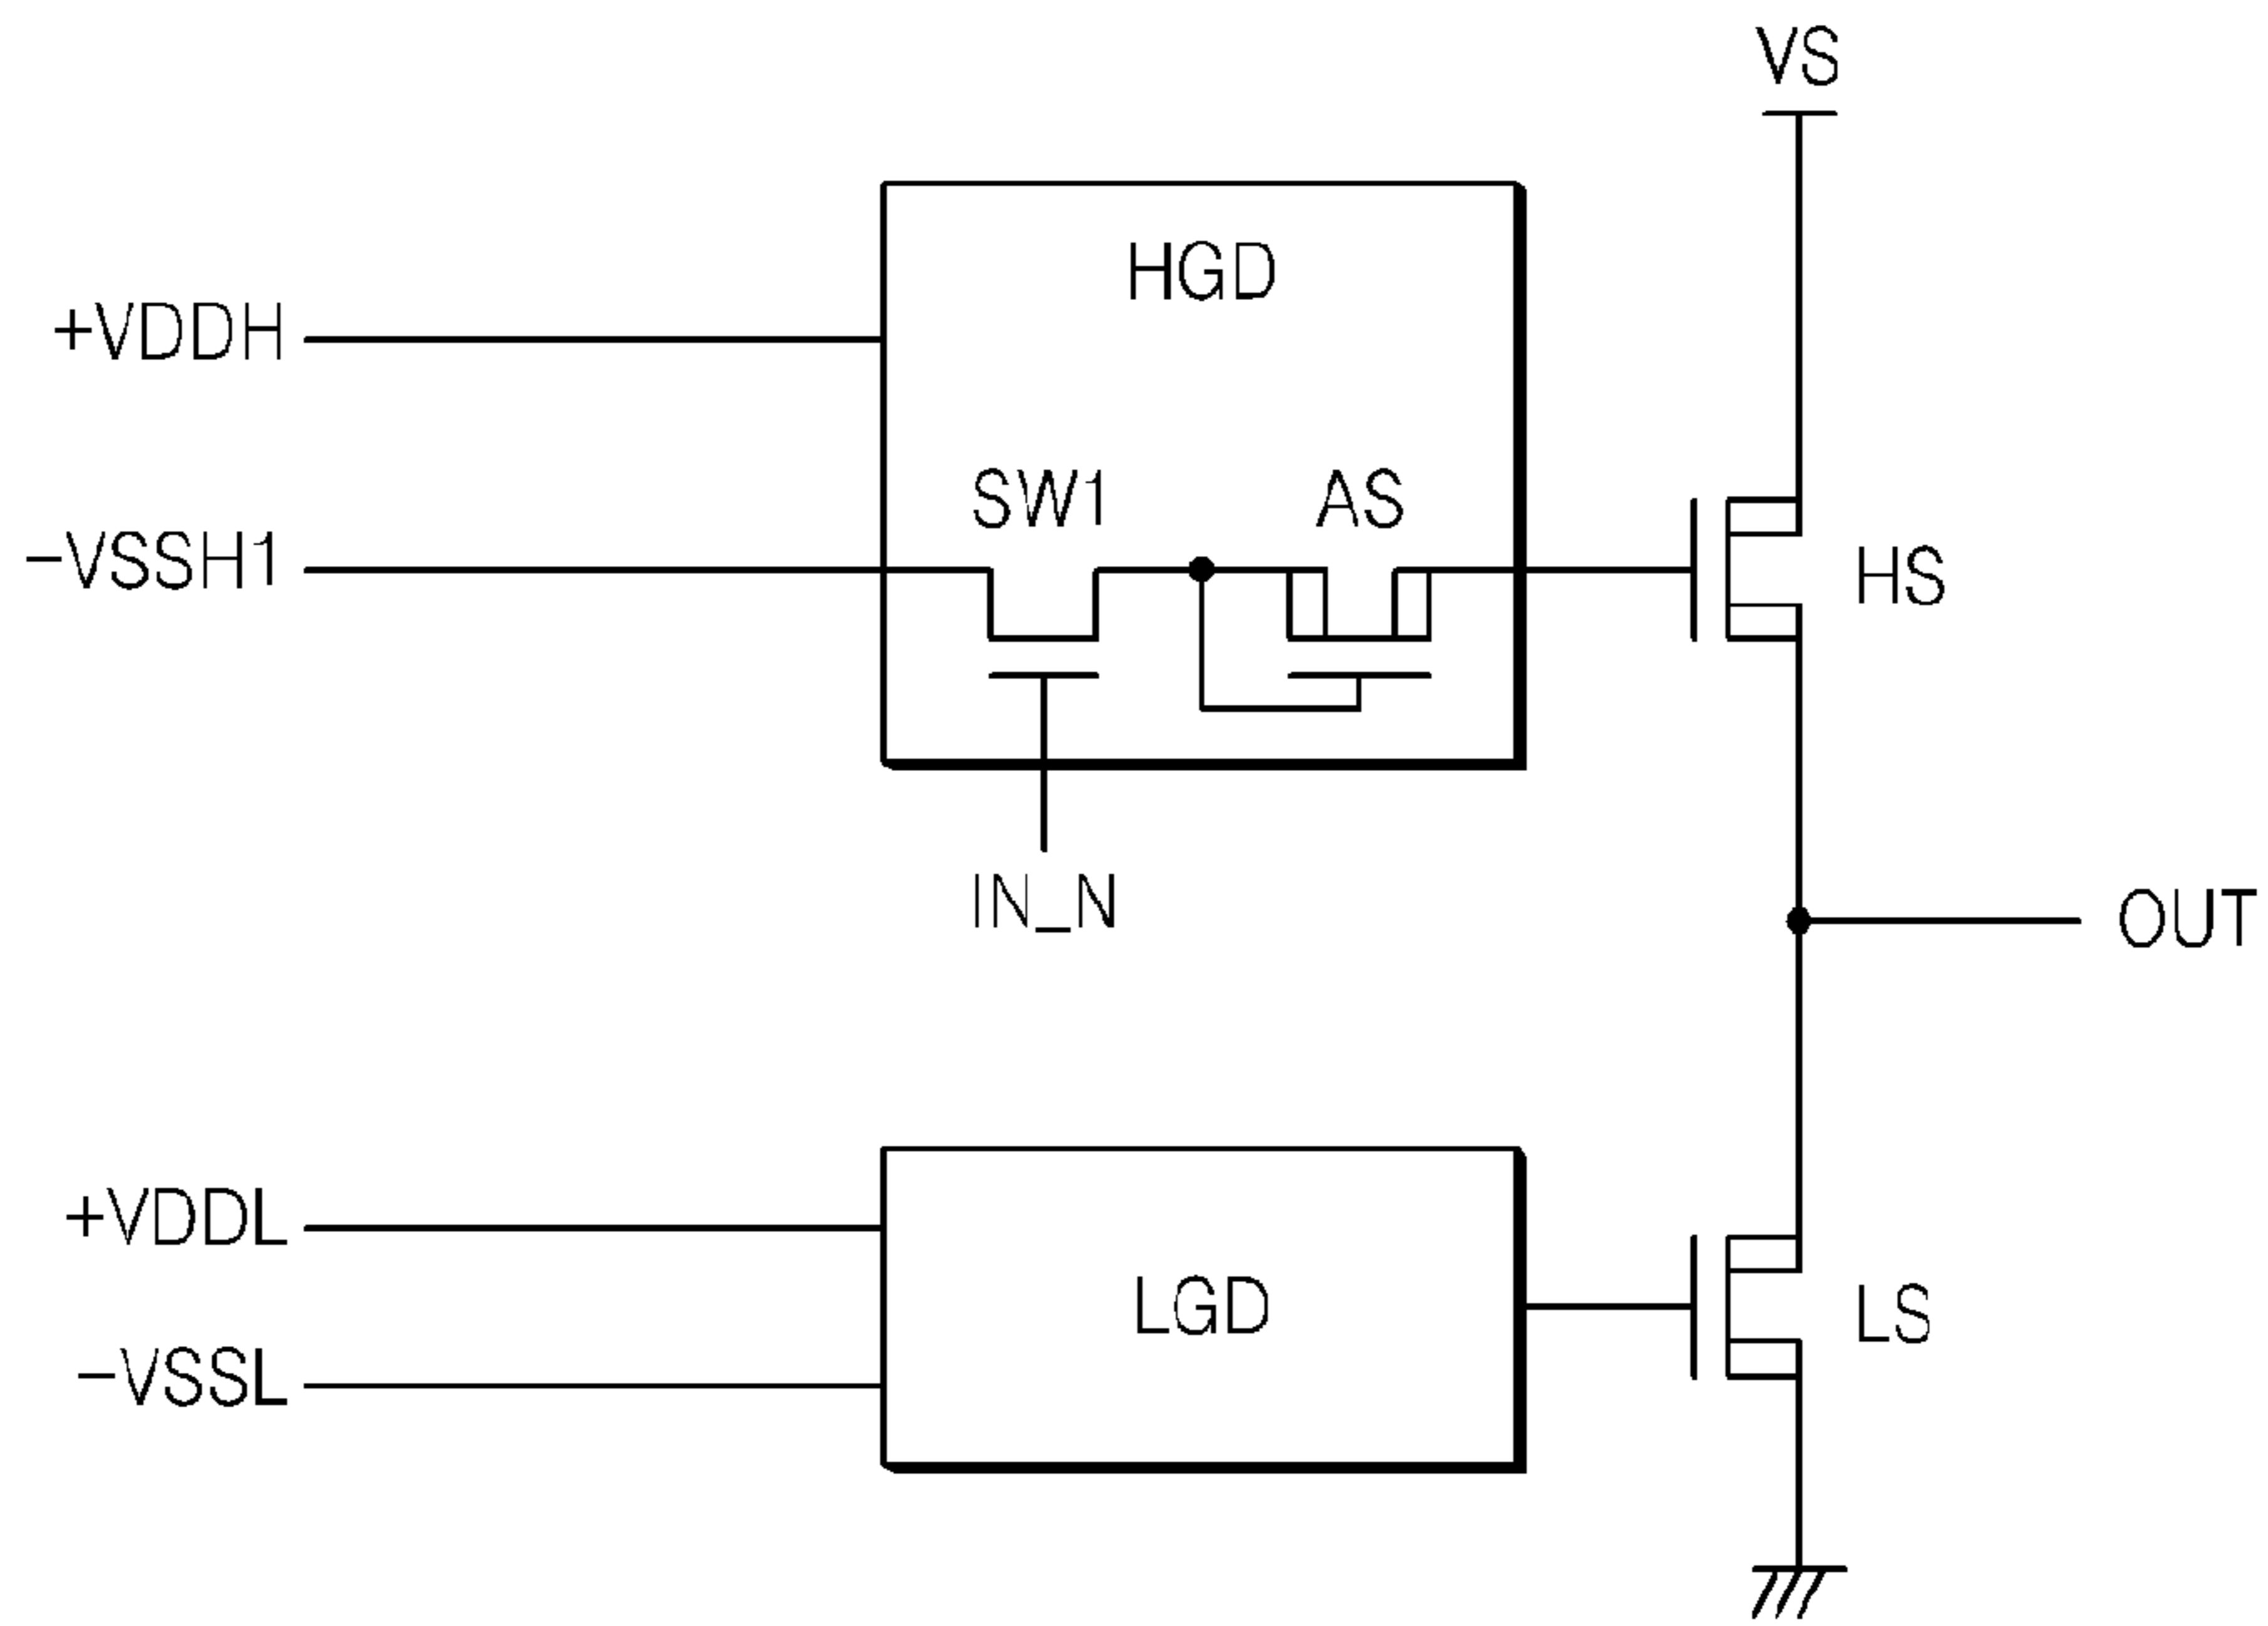 VS
HGD
+VDDH
SW1
AS
-VSSH1
HS
IN_N
OUT
+VDDL
LGD
LS
-VSSL